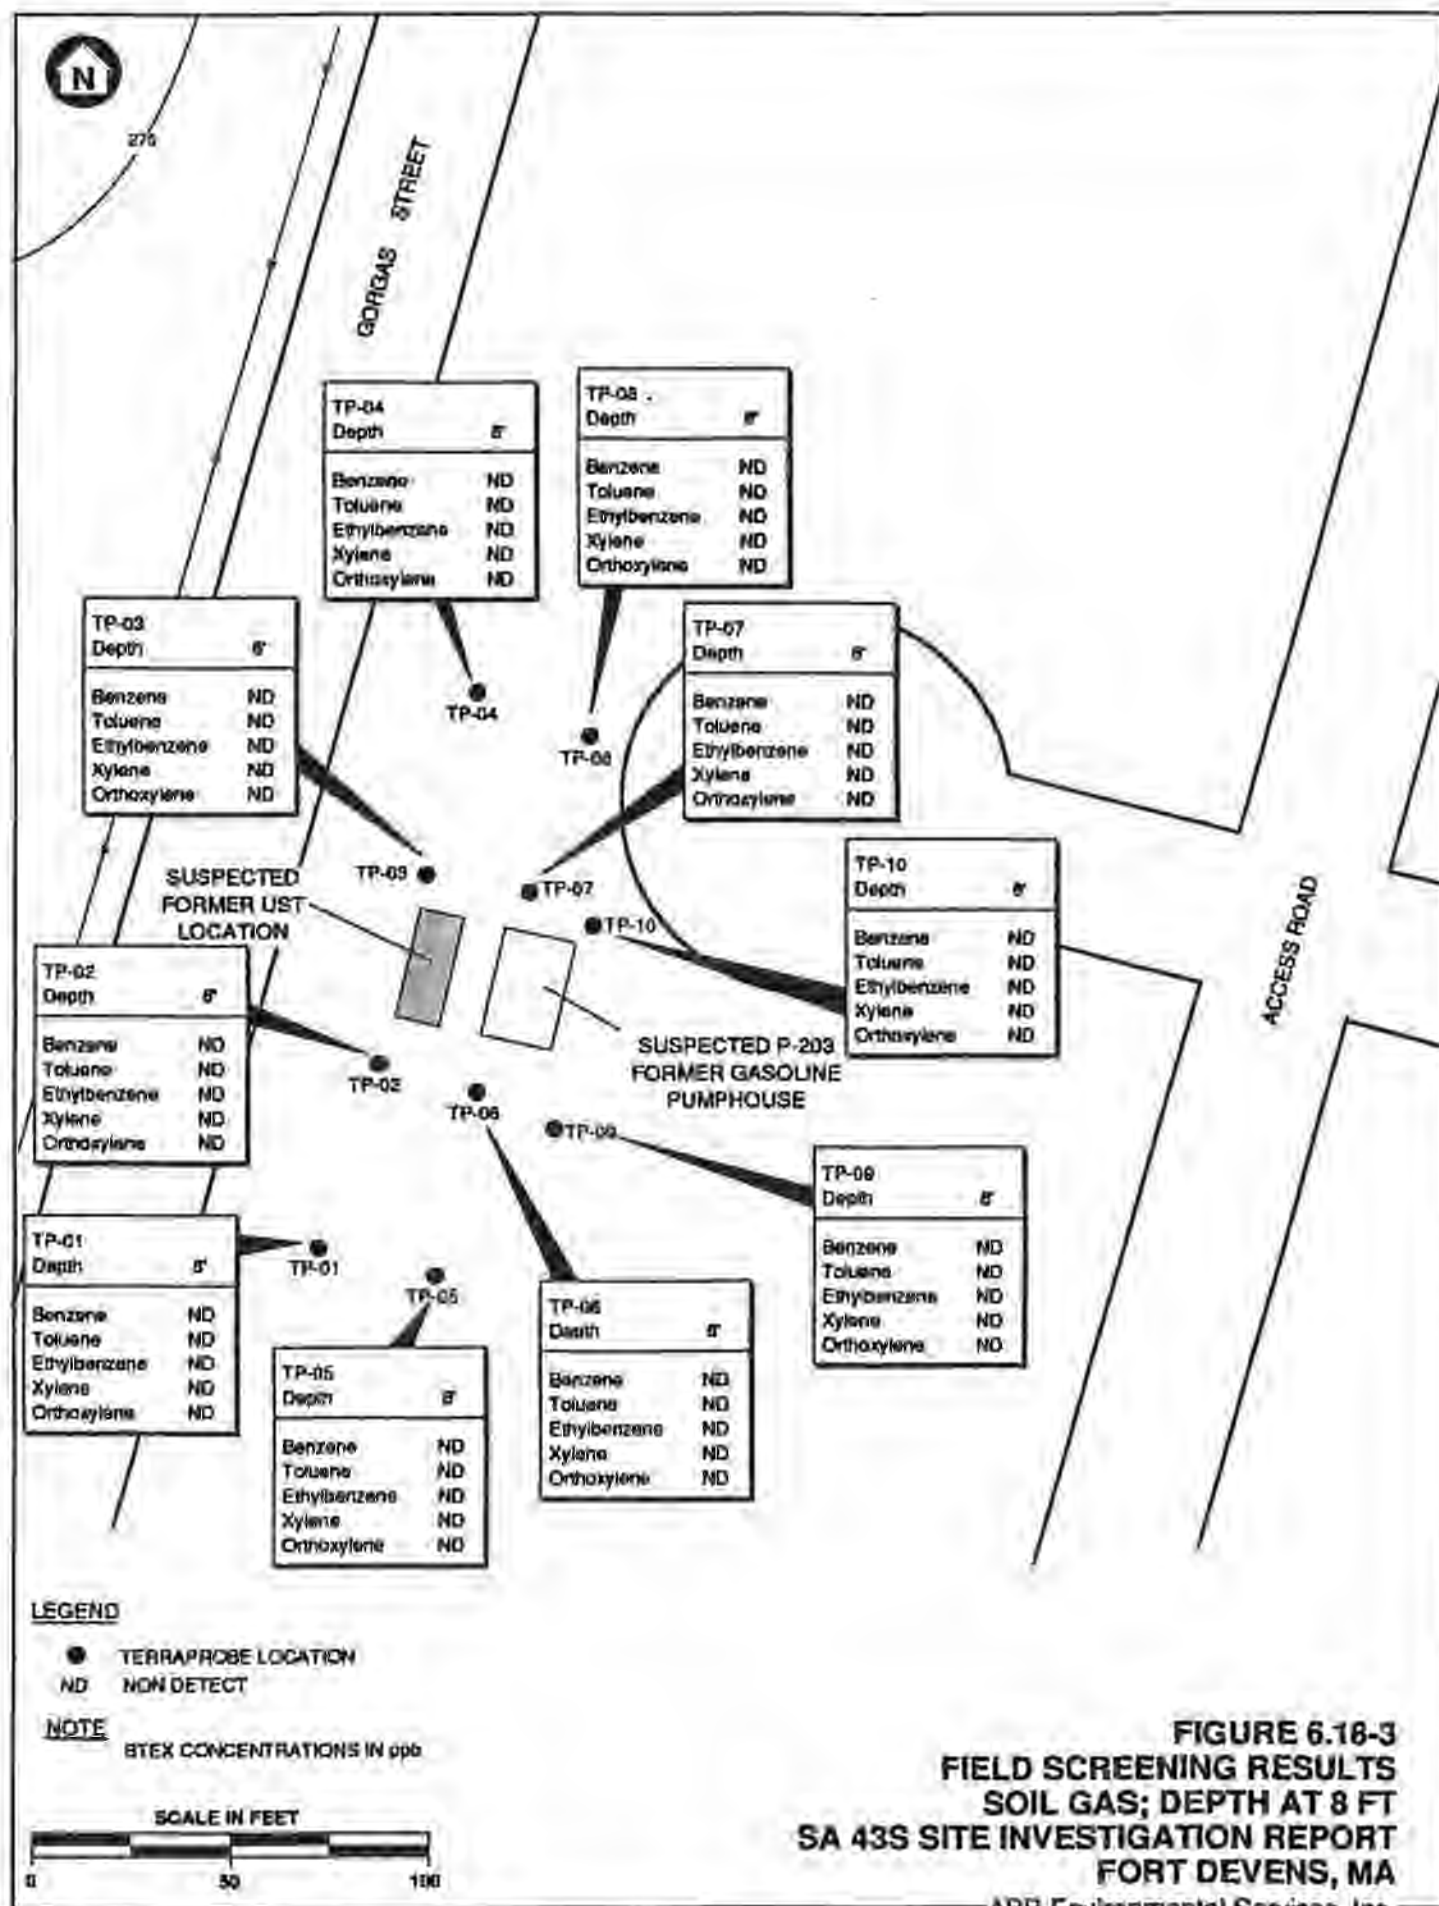 N
GORGAS STREET
TP-04
Depth 8'
Benzene ND
Toluene ND
Ethylbenzene ND
Xylene ND
Orthoxylene ND
TP-08
Depth 8'
Benzene ND
Toluene ND
Ethylbenzene ND
Xylene ND
Orthoxylene ND
TP-03
Depth 8'
Benzene ND
Toluene ND
Ethylbenzene ND
Xylene ND
Orthoxylene ND
TP-07
Depth 8'
Benzene ND
Toluene ND
Ethylbenzene ND
Xylene ND
Orthoxylene ND
TP-04
TP-08
TP-03
TP-07
TP-10
SUSPECTED
FORMER UST
LOCATION
TP-10
Depth 8'
Benzene ND
Toluene ND
Ethylbenzene ND
Xylene ND
Orthoxylene ND
ACCESS ROAD
TP-02
Depth 8'
Benzene ND
Toluene ND
Ethylbenzene ND
Xylene ND
Orthoxylene ND
SUSPECTED P-203
FORMER GASOLINE
PUMPHOUSE
TP-02
TP-06
TP-09
TP-09
Depth 8'
Benzene ND
Toluene ND
Ethylbenzene ND
Xylene ND
Orthoxylene ND
TP-01
Depth 8'
Benzene ND
Toluene ND
Ethylbenzene ND
Xylene ND
Orthoxylene ND
TP-01
TP-05
TP-06
Depth 8'
Benzene ND
Toluene ND
Ethylbenzene ND
Xylene ND
Orthoxylene ND
TP-05
Depth 8'
Benzene ND
Toluene ND
Ethylbenzene ND
Xylene ND
Orthoxylene ND
LEGEND
TERRAPROBE LOCATION
ND NON DETECT
NOTE
BTEX CONCENTRATIONS IN ppb
SCALE IN FEET
0 50 100
FIGURE 6.18-3
FIELD SCREENING RESULTS
SOIL GAS; DEPTH AT 8 FT
SA 43S SITE INVESTIGATION REPORT
FORT DEVENS, MA
Environmental Services, Inc.